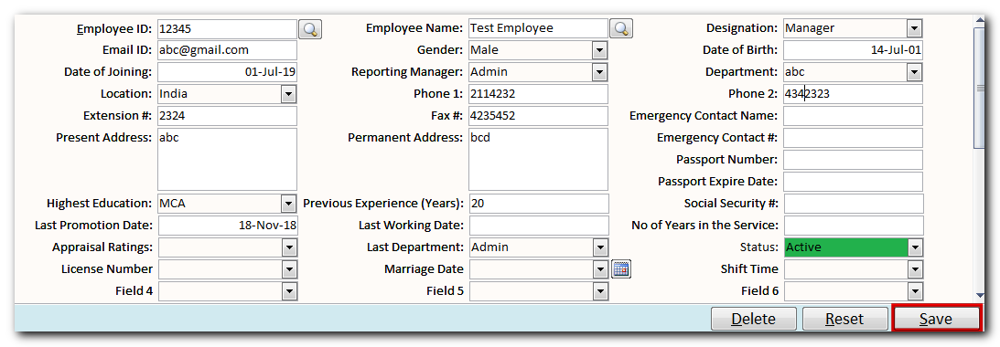 Employee ID: 12345 Employee Name: Test Employee Designation: Manager
Email ID: abc@gmail.com Gender: Male Date of Birth: 14-Jul-01
Date of Joining: 01-Jul-19 Reporting Manager: Admin Department: abc
Location: India Phone 1: 2114232 Phone 2: 4342323
Extension #: 2324 Fax #: 4235452 Emergency Contact Name:
Present Address: abc Permanent Address: bcd Emergency Contact #:
Passport Number:
Passport Expire Date:
Highest Education: MCA Previous Experience (Years): 20 Social Security #:
Last Promotion Date: 18-Nov-18 Last Working Date: No of Years in the Service:
Appraisal Ratings: Last Department: Admin Status: Active
License Number Marriage Date Shift Time
Field 4 Field 5 Field 6
Delete Reset Save